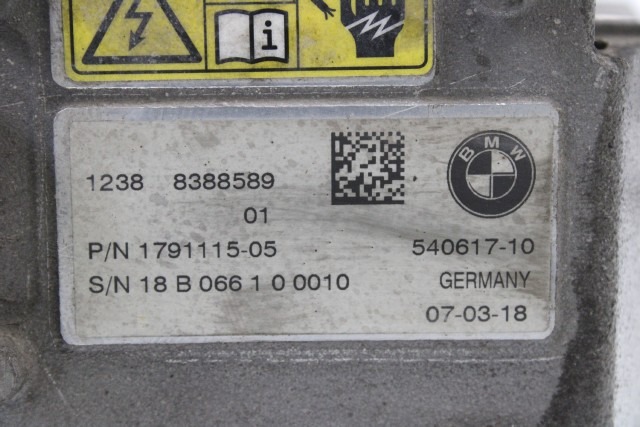 i
BMW
1238 8388589
01
P/N 1791115-05 540617-10
S/N 18 B 066 1 0 0010 GERMANY
07-03-18